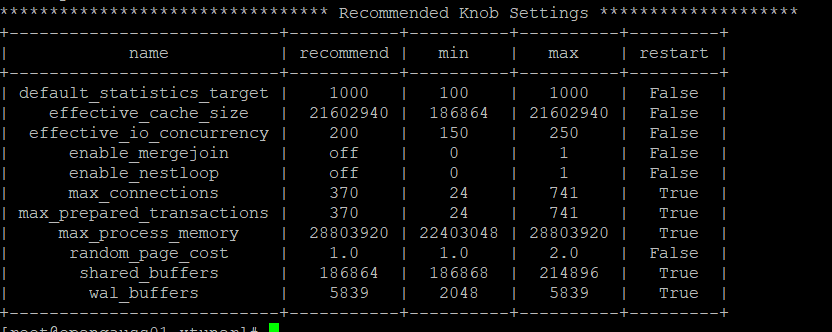 ********************************* Recommended Knob Settings ********************
+---------------------------+-----------+----------+----------+---------+
| name | recommend | min | max | restart |
+---------------------------+-----------+----------+----------+---------+
| default_statistics_target | 1000 | 100 | 1000 | False |
| effective_cache_size | 21602940 | 186864 | 21602940 | False |
| effective_io_concurrency | 200 | 150 | 250 | False |
| enable_mergejoin | off | 0 | 1 | False |
| enable_nestloop | off | 0 | 1 | False |
| max_connections | 370 | 24 | 741 | True |
| max_prepared_transactions | 370 | 24 | 741 | True |
| max_process_memory | 28803920 | 22403048 | 28803920 | True |
| random_page_cost | 1.0 | 1.0 | 2.0 | False |
| shared_buffers | 186864 | 186868 | 214896 | True |
| wal_buffers | 5839 | 2048 | 5839 | True |
+---------------------------+-----------+----------+----------+---------+
[root@opengauss01 xtuner]#